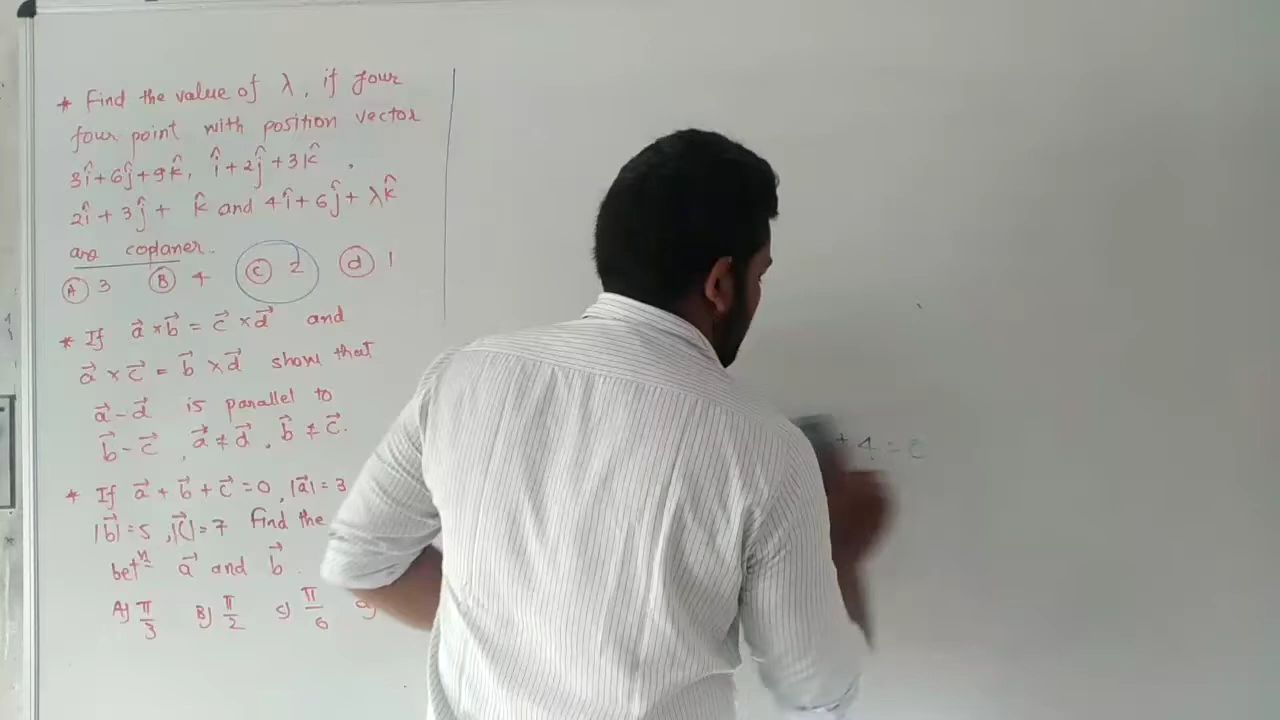 * Find the value of λ, if four
four point with position vector
3î+6ĵ+9k̂, î+2ĵ+3k̂,
2î+3ĵ+ k̂ and 4î+6ĵ+λk̂
are coplaner.
(A) 3 (B) 4 (C) 2 (d) 1
* If a⃗×b⃗ = c⃗×d⃗ and
a⃗×c⃗ = b⃗×d⃗ show that
a⃗-d⃗ is parallel to
b⃗-c⃗, a⃗≠d⃗, b⃗≠c⃗.
* If a⃗+b⃗+c⃗=0, |a⃗|=3
|b⃗|=5, |c⃗|=7 find the
betⁿ a⃗ and b⃗.
A) π/3 B) π/2 C) π/6
+ 4 =